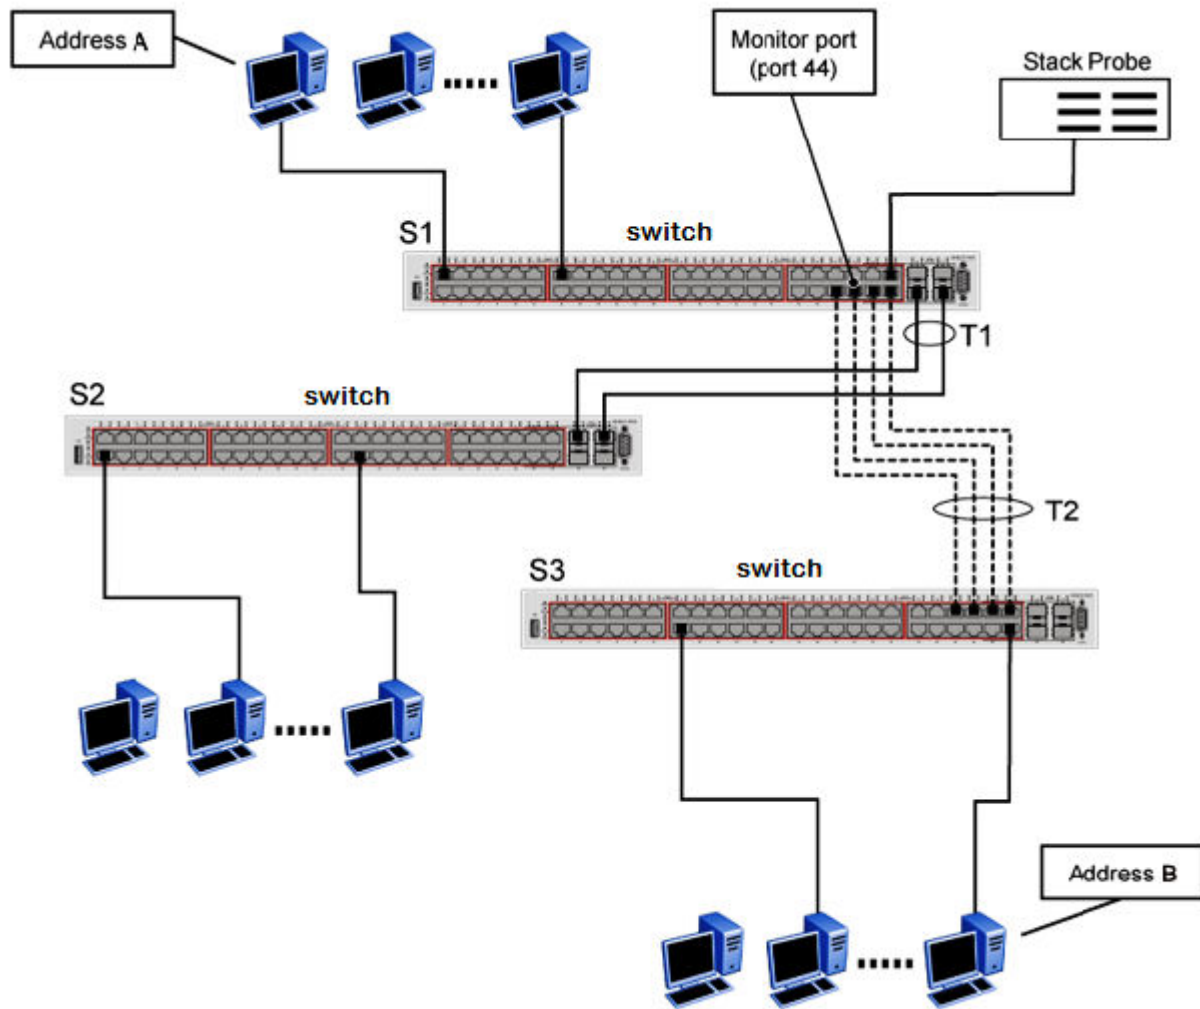 Address A
Monitor port
(port 44)
Stack Probe
S1
switch
T1
S2
switch
T2
S3
switch
Address B